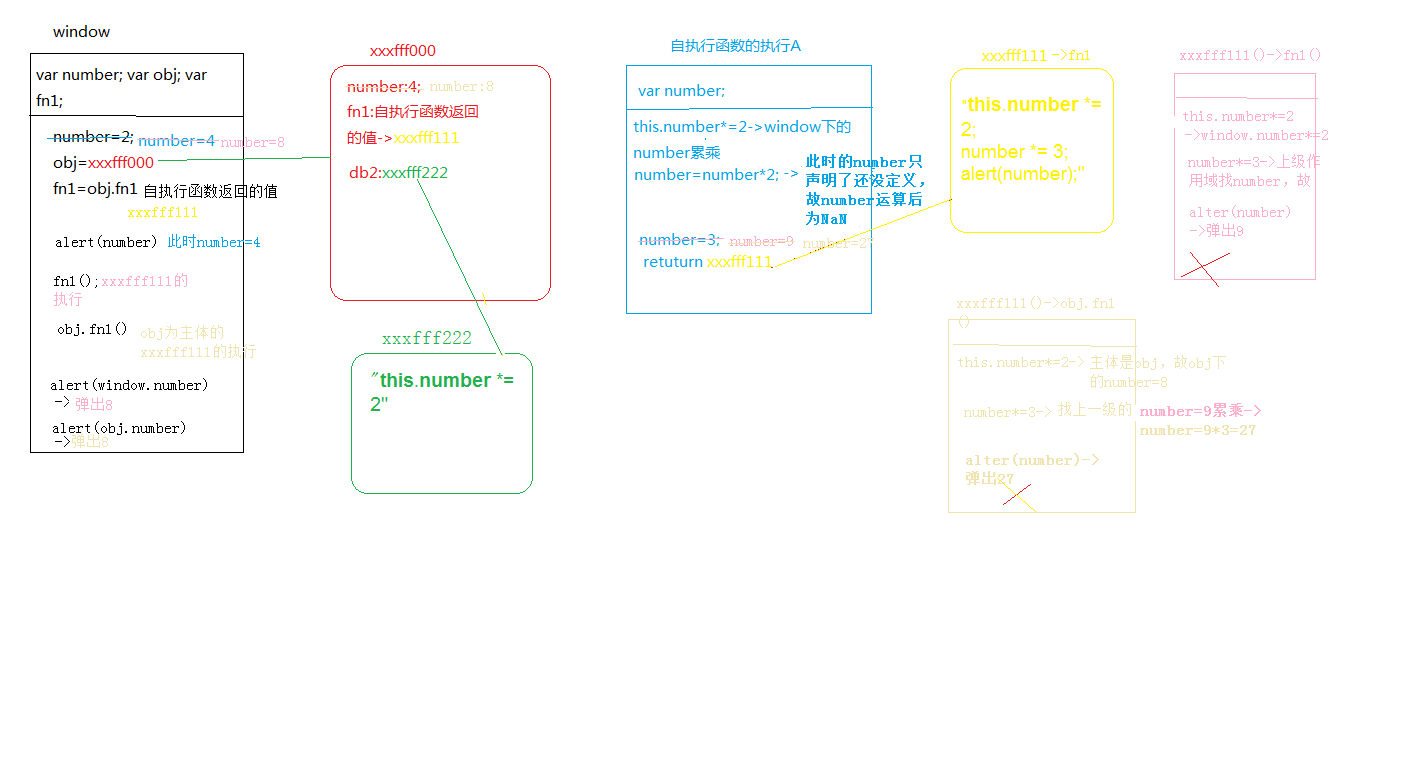 window
var number; var obj; var
fn1;
number=2; number=4 number=8
obj=xxxfff000
fn1=obj.fn1 自执行函数返回的值
xxxfff111
alert(number) 此时number=4
fn1();xxxfff111的
执行
obj.fn1() obj为主体的
xxxfff111的执行
alert(window.number)
->弹出8
alert(obj.number)
->弹出8
xxxfff000
number:4; number:8
fn1:自执行函数返回
的值->xxxfff111
db2:xxxfff222
xxxfff222
"this.number *=
2"
自执行函数的执行A
var number;
this.number*=2->window下的
number累乘
number=number*2; ->
此时的number只
声明了还没定义，
故number运算后
为NaN
number=3; number=9 number=27
retuturn xxxfff111
xxxfff111->fn1
"this.number *=
2;
number *= 3;
alert(number);"
xxxfff111()->fn1()
this.number*=2
->window.number*=2
number*=3->上级作
用域找number，故
alter(number)
->弹出9
xxxfff111()->obj.fn1
()
this.number*=2-> 主体是obj，故obj下
的number=8
number*=3-> 找上一级的 number=9累乘->
number=9*3=27
alter(number)->
弹出27